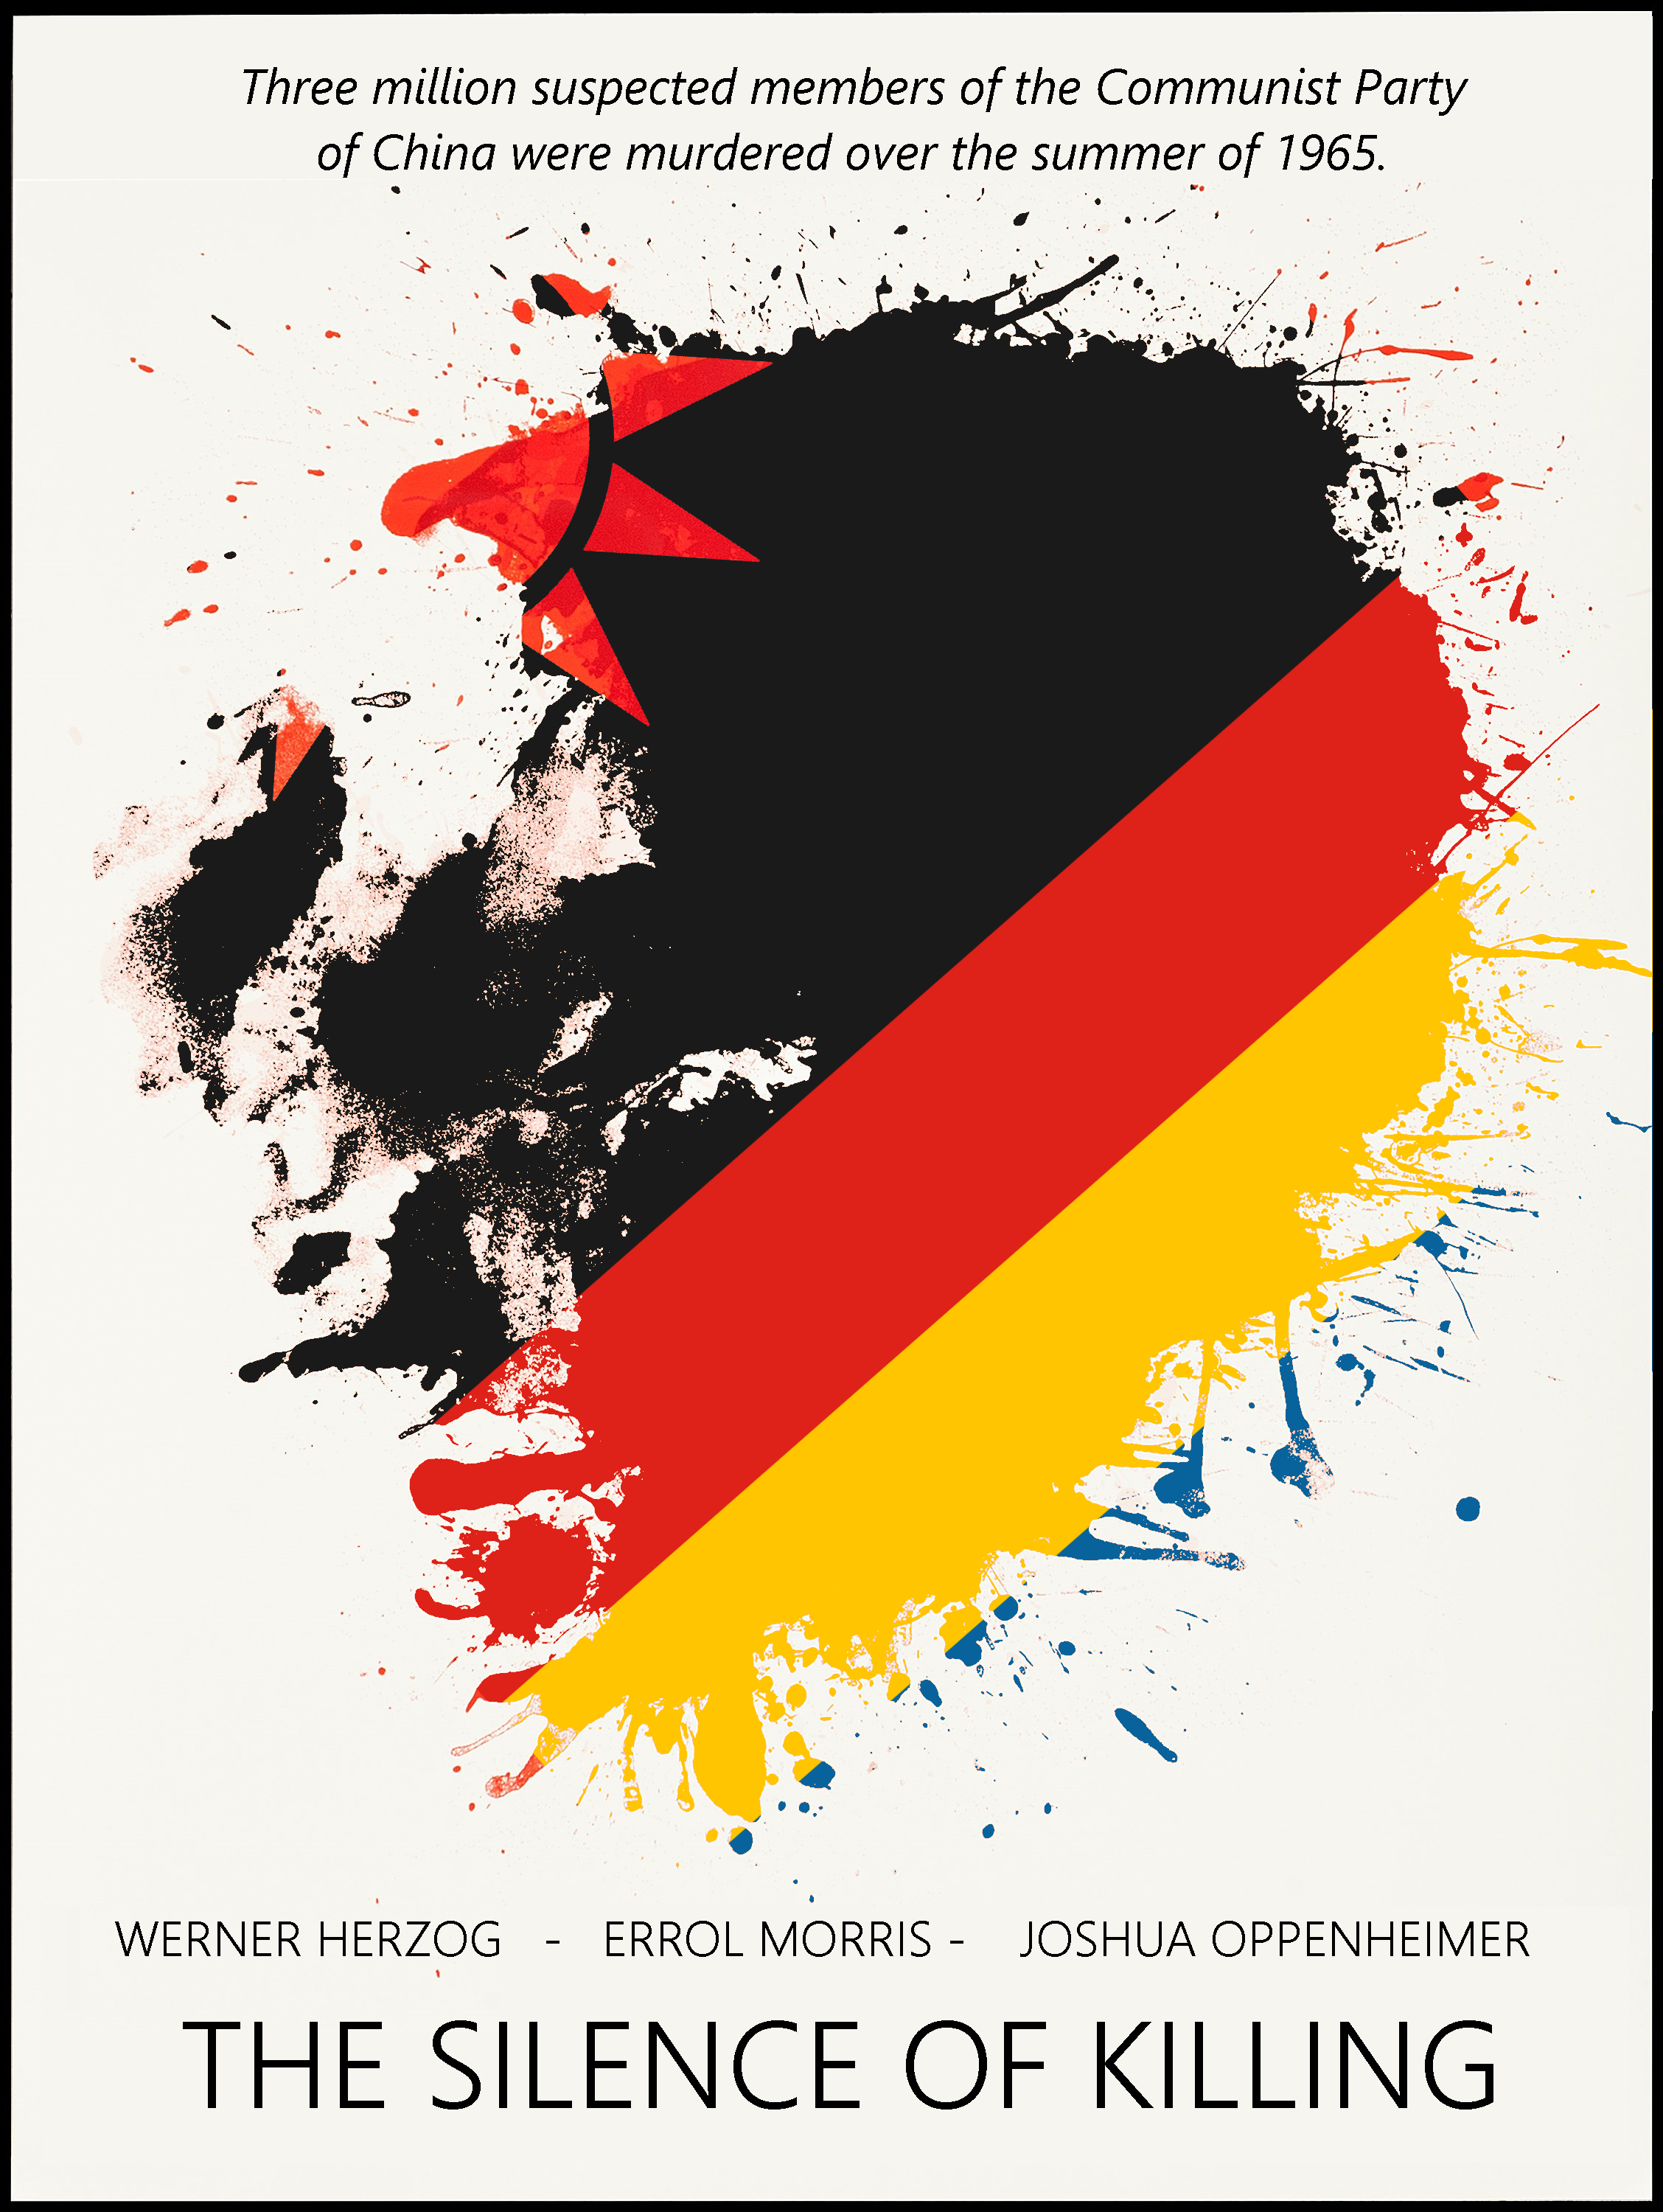 Three million suspected members of the Communist Party
of China were murdered over the summer of 1965.
WERNER HERZOG - ERROL MORRIS - JOSHUA OPPENHEIMER
THE SILENCE OF KILLING